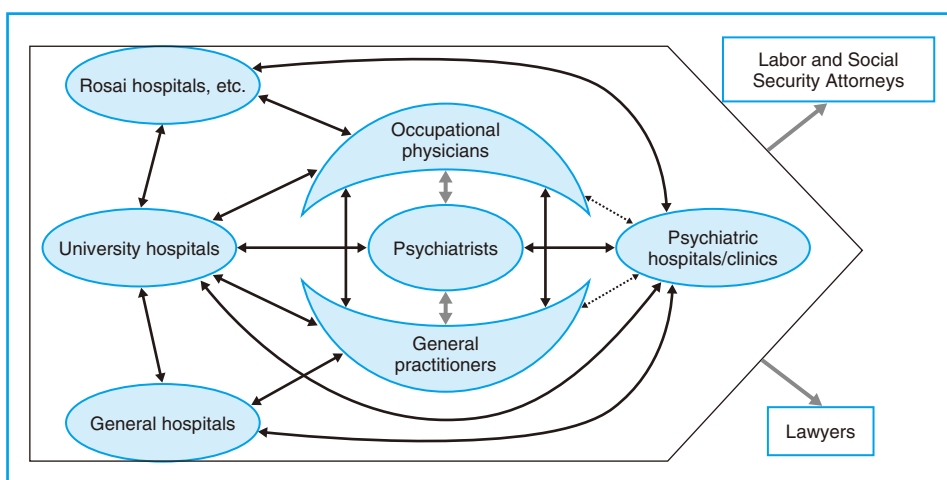 Rosai hospitals, etc.
Occupational
physicians
Labor and Social
Security Attorneys
University hospitals
Psychiatrists
Psychiatric
hospitals/clinics
General
practitioners
General hospitals
Lawyers